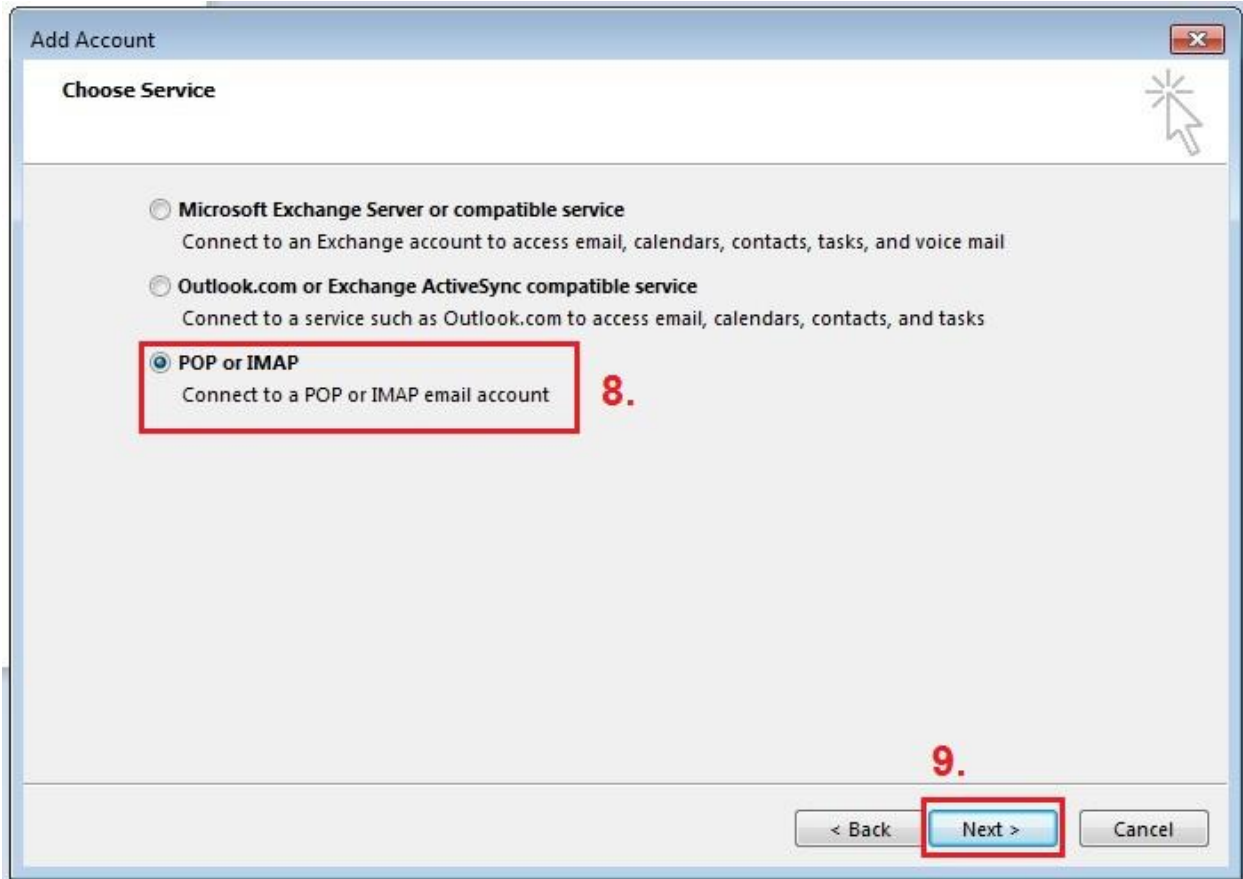 Add Account
Choose Service
Microsoft Exchange Server or compatible service
Connect to an Exchange account to access email, calendars, contacts, tasks, and voice mail
Outlook.com or Exchange ActiveSync compatible service
Connect to a service such as Outlook.com to access email, calendars, contacts, and tasks
POP or IMAP
Connect to a POP or IMAP email account
8.
9.
< Back Next > Cancel